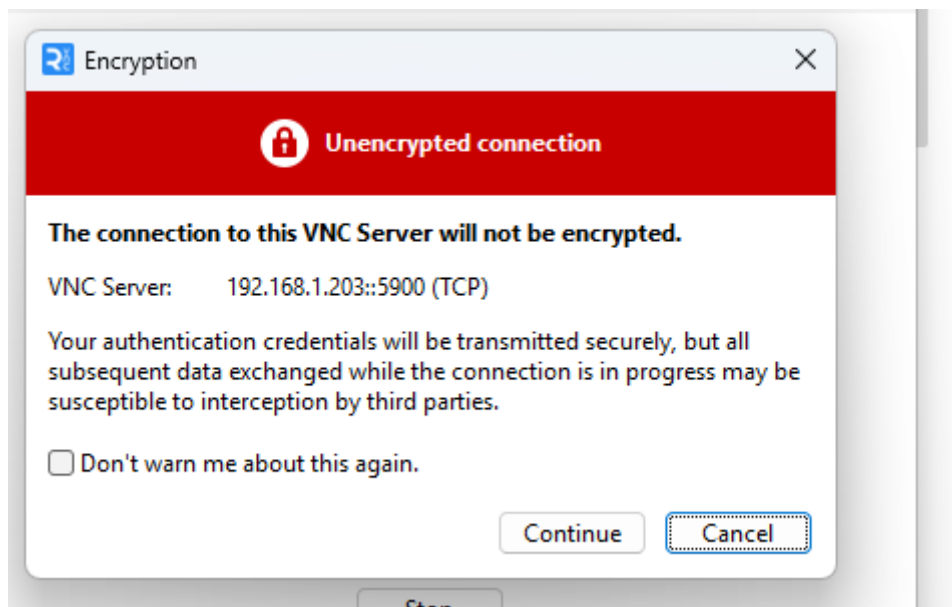 Encryption
Unencrypted connection
The connection to this VNC Server will not be encrypted.
VNC Server: 192.168.1.203::5900 (TCP)
Your authentication credentials will be transmitted securely, but all
subsequent data exchanged while the connection is in progress may be
susceptible to interception by third parties.
Don't warn me about this again.
Continue Cancel
Stop